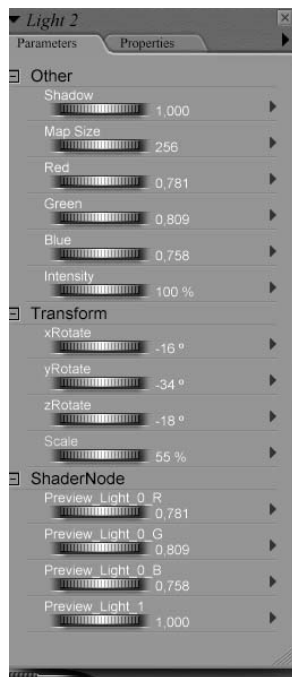 Light 2
Parameters Properties
Other
Shadow
1,000
Map Size
256
Red
0,781
Green
0,809
Blue
0,758
Intensity
100 %
Transform
xRotate
-16 º
yRotate
-34 º
zRotate
-18 º
Scale
55 %
ShaderNode
Preview_Light_0_R
0,781
Preview_Light_0_G
0,809
Preview_Light_0_B
0,758
Preview_Light_1
1,000